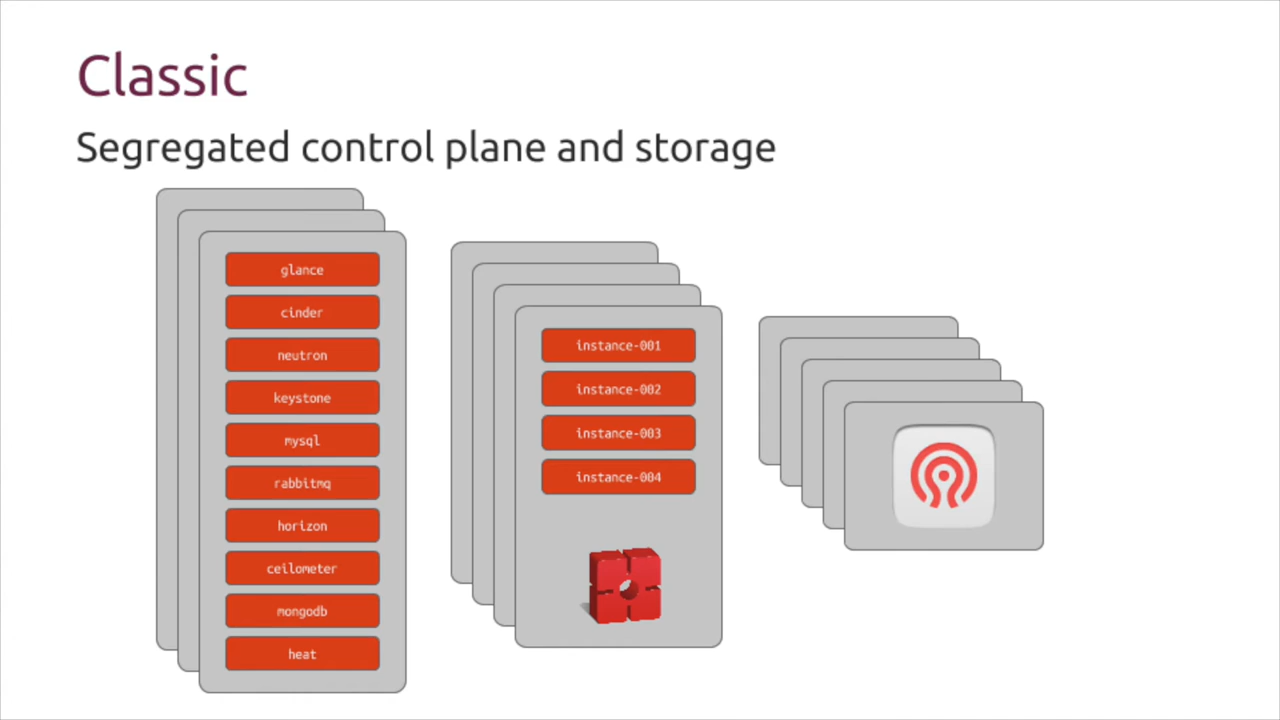 Classic
Segregated control plane and storage
glance
cinder
neutron
keystone
mysql
rabbitmq
horizon
ceilometer
mongodb
heat
instance-001
instance-002
instance-003
instance-004